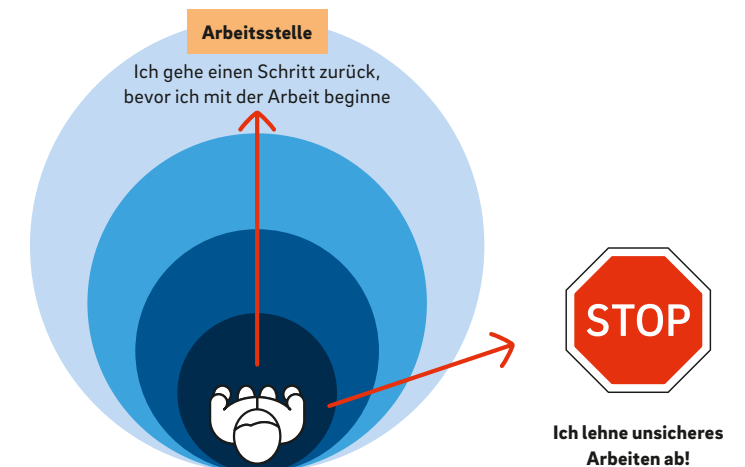 Arbeitsstelle
Ich gehe einen Schritt zurück,
bevor ich mit der Arbeit beginne
STOP
Ich lehne unsicheres
Arbeiten ab!